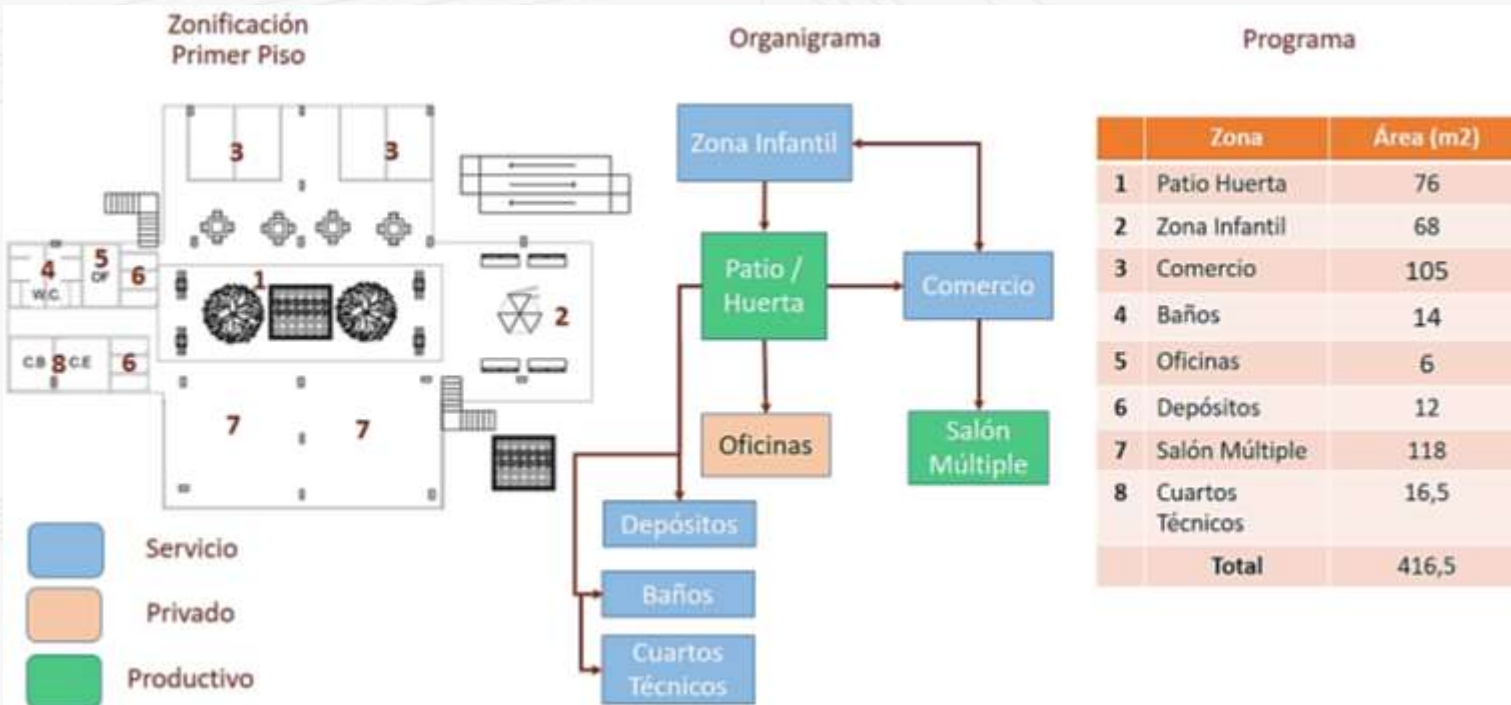 Zonificación
Primer Piso
3
3
5
4
OF
6
W.C.
1
2
C.B
8
C.E
6
7
7
Servicio
Privado
Productivo
Organigrama
Zona Infantil
Patio /
Huerta
Comercio
Oficinas
Salón
Múltiple
Depósitos
Baños
Cuartos
Técnicos
Programa
Zona Área (m2)
1 Patio Huerta 76
2 Zona Infantil 68
3 Comercio 105
4 Baños 14
5 Oficinas 6
6 Depósitos 12
7 Salón Múltiple 118
8 Cuartos 16,5
Técnicos
Total 416,5